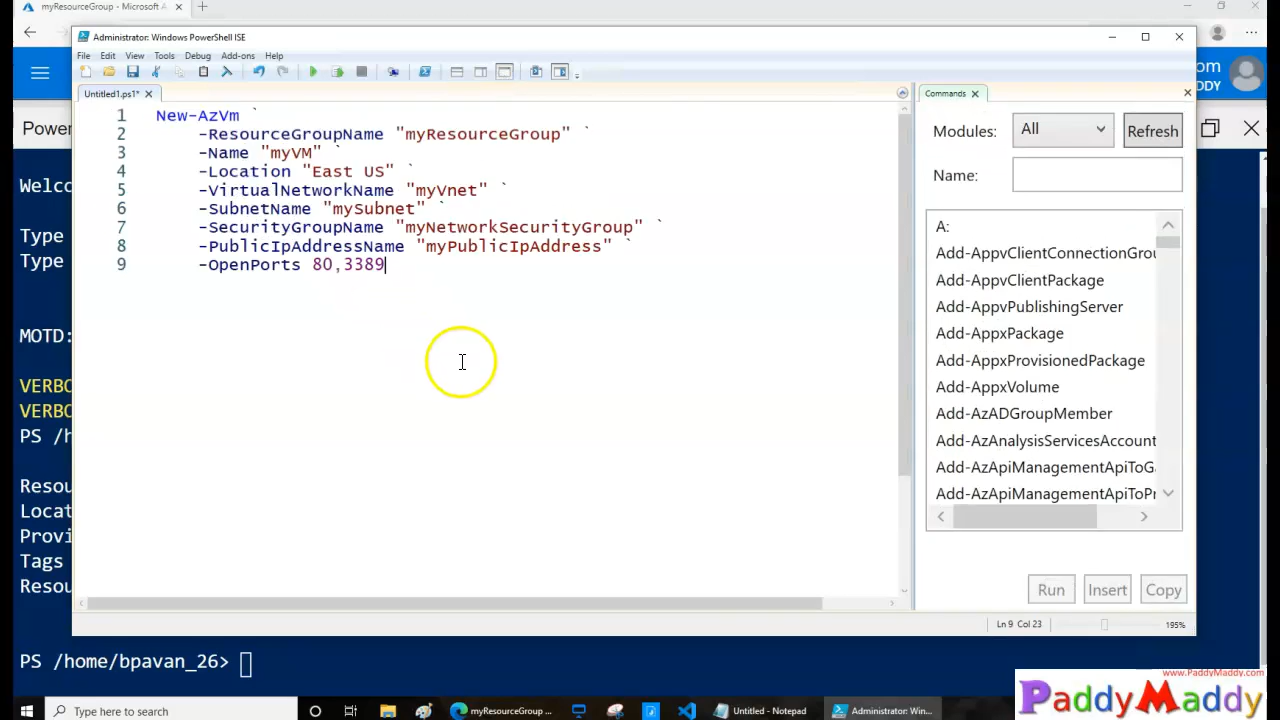 myResourceGroup - Microsoft A
Administrator: Windows PowerShell ISE
File Edit View Tools Debug Add-ons Help
Untitled1.ps1*
1 New-AzVm `
2 -ResourceGroupName "myResourceGroup" `
3 -Name "myVM" `
4 -Location "East US" `
5 -VirtualNetworkName "myVnet" `
6 -SubnetName "mySubnet" `
7 -SecurityGroupName "myNetworkSecurityGroup" `
8 -PublicIpAddressName "myPublicIpAddress" `
9 -OpenPorts 80,3389
Commands
Modules: All Refresh
Name:
A:
Add-AppvClientConnectionGrou
Add-AppvClientPackage
Add-AppvPublishingServer
Add-AppxPackage
Add-AppxProvisionedPackage
Add-AppxVolume
Add-AzADGroupMember
Add-AzAnalysisServicesAccount
Add-AzApiManagementApiToGa
Add-AzApiManagementApiToPr
Run Insert Copy
Ln 9 Col 23 195%
om
DDY
Power
Welco
Type
Type
MOTD:
VERBO
VERBO
PS /h
Resou
Locat
Provi
Tags
Resou
PS /home/bpavan_26>
www.PaddyMaddy.com
PaddyMaddy
Type here to search
myResourceGroup ...
Untitled - Notepad
Administrator: Win...